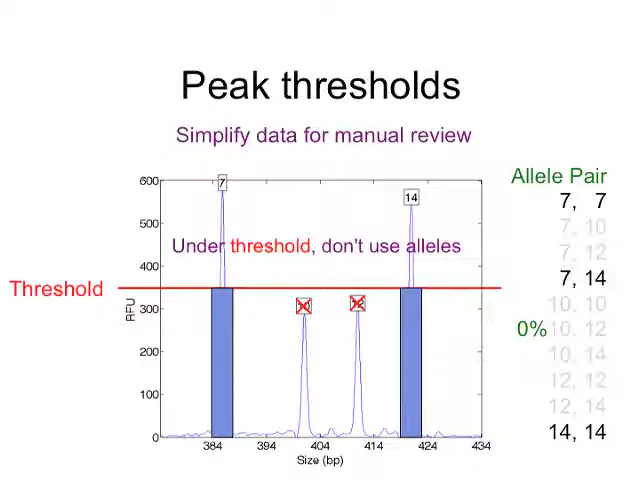 Peak thresholds
Simplify data for manual review
Allele Pair
7, 7
7, 10
7, 12
7, 14
10, 10
0% 10, 12
10, 14
12, 12
12, 14
14, 14
Under threshold, don't use alleles
Threshold
RFU
600
500
400
300
200
100
0
7
14
10
12
384 394 404 414 424 434
Size (bp)